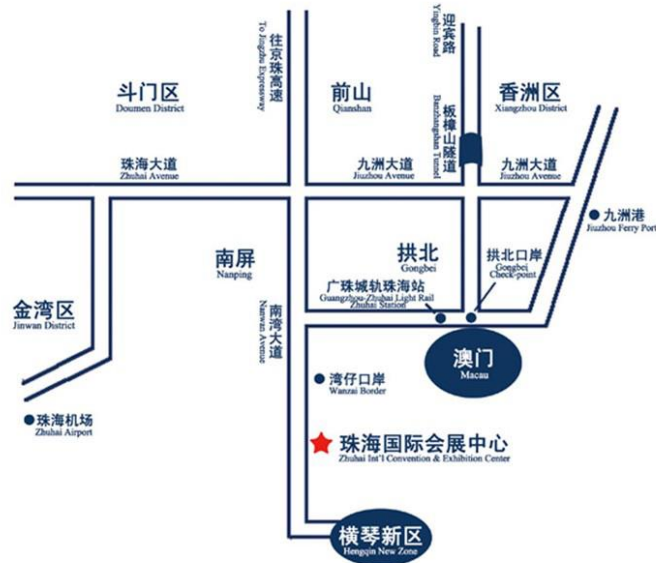 往京珠高速
To Jingzhu Expressway
迎宾路
Yingbin Road
斗门区
Doumen District
前山
Qianshan
板樟山隧道
Banzhangshan Tunnel
香洲区
Xiangzhou District
珠海大道
Zhuhai Avenue
九洲大道
Jiuzhou Avenue
九洲大道
Jiuzhou Avenue
九洲港
Jiuzhou Ferry Port
南屏
Nanping
拱北
Gongbei
拱北口岸
Gongbei
Check-point
广珠城轨珠海站
Guangzhou-Zhuhai Light Rail
Zhuhai Station
金湾区
Jinwan District
南湾大道
Nanwan Avenue
澳门
Macau
湾仔口岸
Wanzai Border
珠海机场
Zhuhai Airport
珠海国际会展中心
Zhuhai Int'l Convention & Exhibition Center
横琴新区
Hengqin New Zone